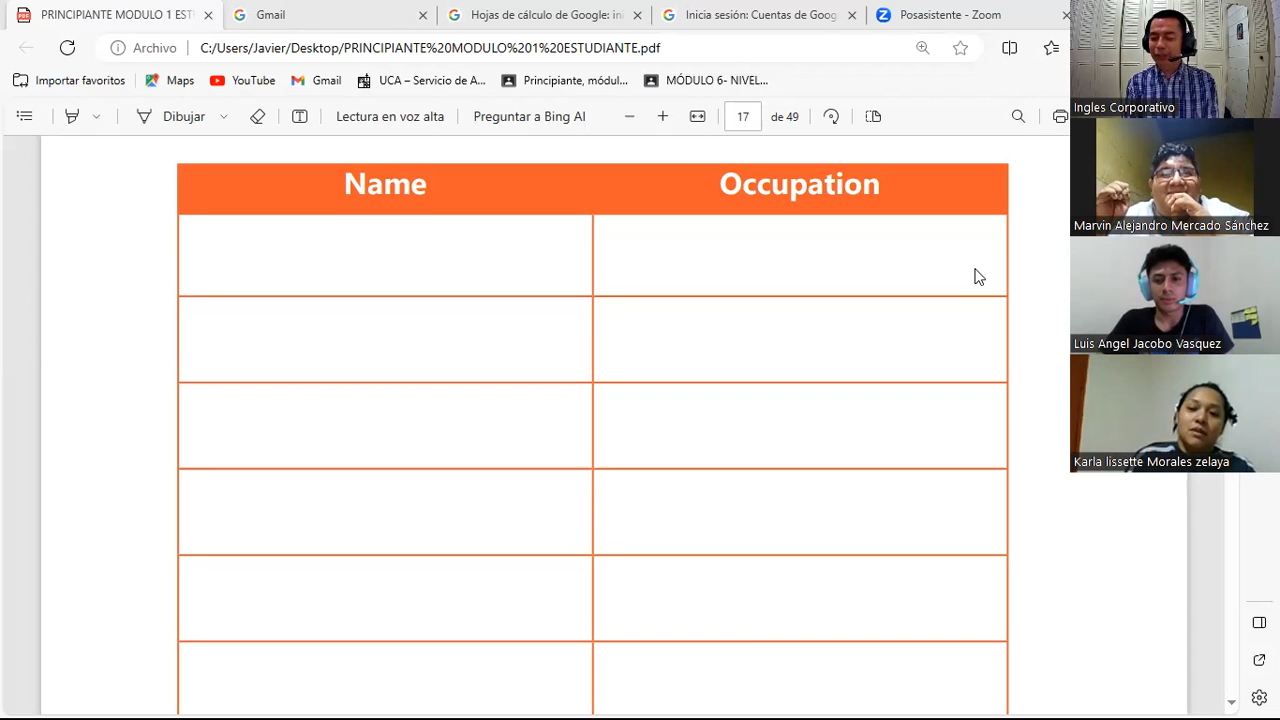 PRINCIPIANTE MODULO 1 EST
Gmail
Hojas de cálculo de Google: in
Inicia sesión: Cuentas de Goog
osasistente - Zoom
Archivo
C:/Users/Javier/Desktop/PRINCIPIANTE%20MODULO%201%20ESTUDIANTE.pdf
Importar favoritos
Maps
YouTube
Gmail
UCA – Servicio de A...
Principiante, módul...
MÓDULO 6- NIVEL...
Dibujar
Lectura en voz alta
Preguntar a Bing AI
17
de 49
Name
Occupation
Ingles Corporativo
Marvin Alejandro Mercado Sánchez
Luis Angel Jacobo Vasquez
Karla lissette Morales zelaya